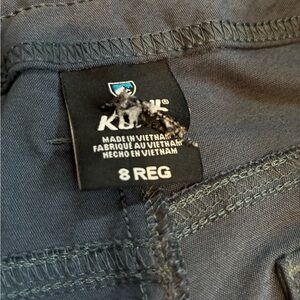 MADE IN VIETNAM
FABRIQUÉ AU VIETNAM
HECHO EN VIETNAM
8 REG